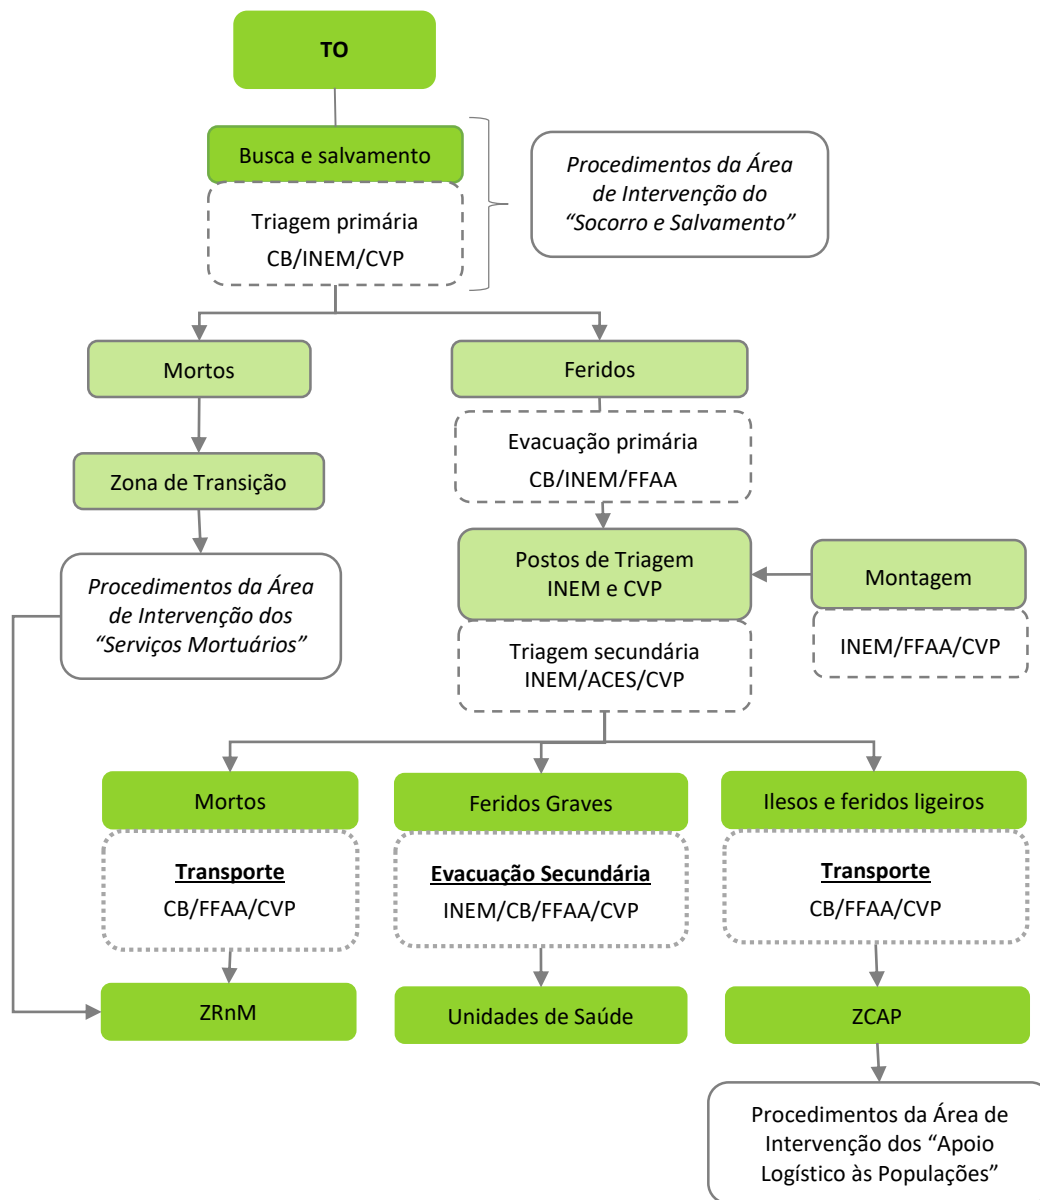 TO
Busca e salvamento
Triagem primária
CB/INEM/CVP
Procedimentos da Área
de Intervenção do
“Socorro e Salvamento”
Mortos
Feridos
Evacuação primária
CB/INEM/FFAA
Zona de Transição
Postos de Triagem
INEM e CVP
Montagem
Procedimentos da Área
de Intervenção dos
“Serviços Mortuários”
Triagem secundária
INEM/ACES/CVP
INEM/FFAA/CVP
Mortos
Feridos Graves
Ilesos e feridos ligeiros
Transporte
CB/FFAA/CVP
Evacuação Secundária
INEM/CB/FFAA/CVP
Transporte
CB/FFAA/CVP
ZRnM
Unidades de Saúde
ZCAP
Procedimentos da Área de
Intervenção dos “Apoio
Logístico às Populações”